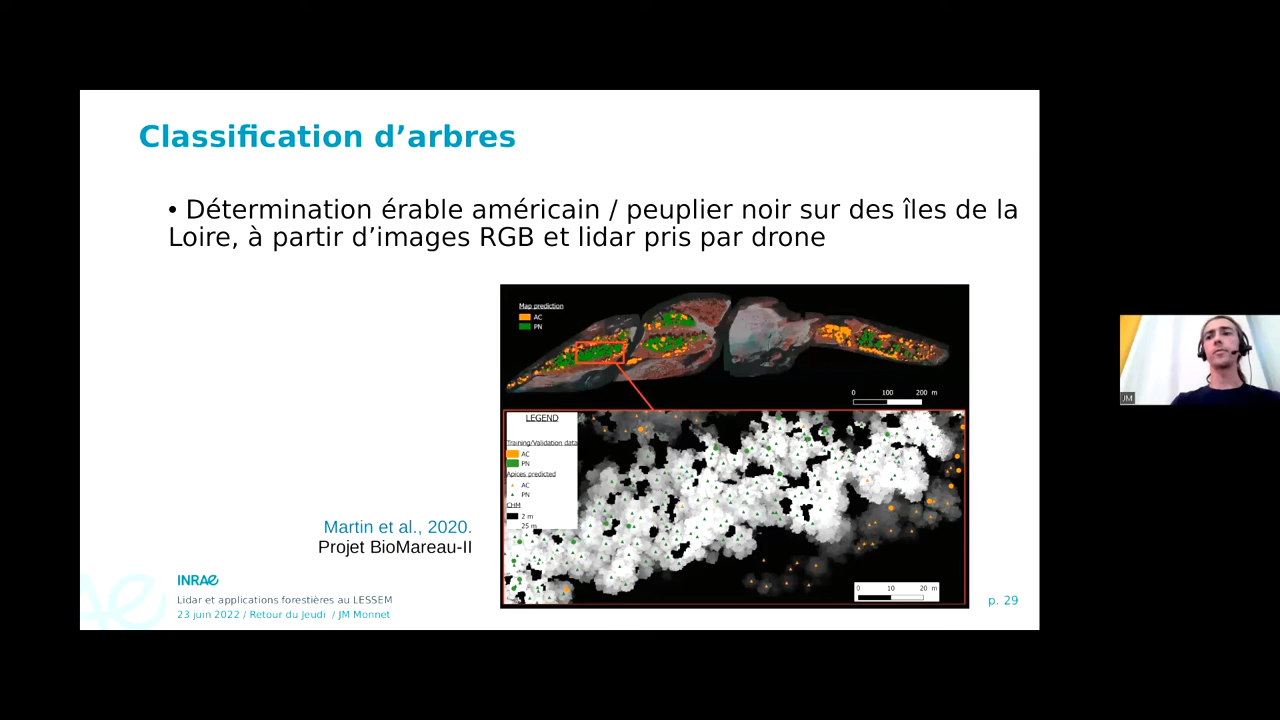 Classification d’arbres
• Détermination érable américain / peuplier noir sur des îles de la
Loire, à partir d’images RGB et lidar pris par drone
Map prediction
AC
PN
0 100 200 m
LEGEND
Training/Validation data
AC
PN
Apices predicted
AC
PN
CHM
2 m
25 m
0 10 20 m
Martin et al., 2020.
Projet BioMareau-II
INRAE
Lidar et applications forestières au LESSEM
23 juin 2022 / Retour du Jeudi / JM Monnet
p. 29
JM